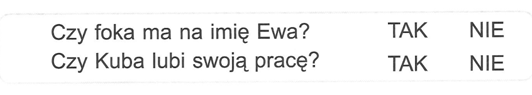 Czy foka ma na imię Ewa? TAK NIE
Czy Kuba lubi swoją pracę? TAK NIE